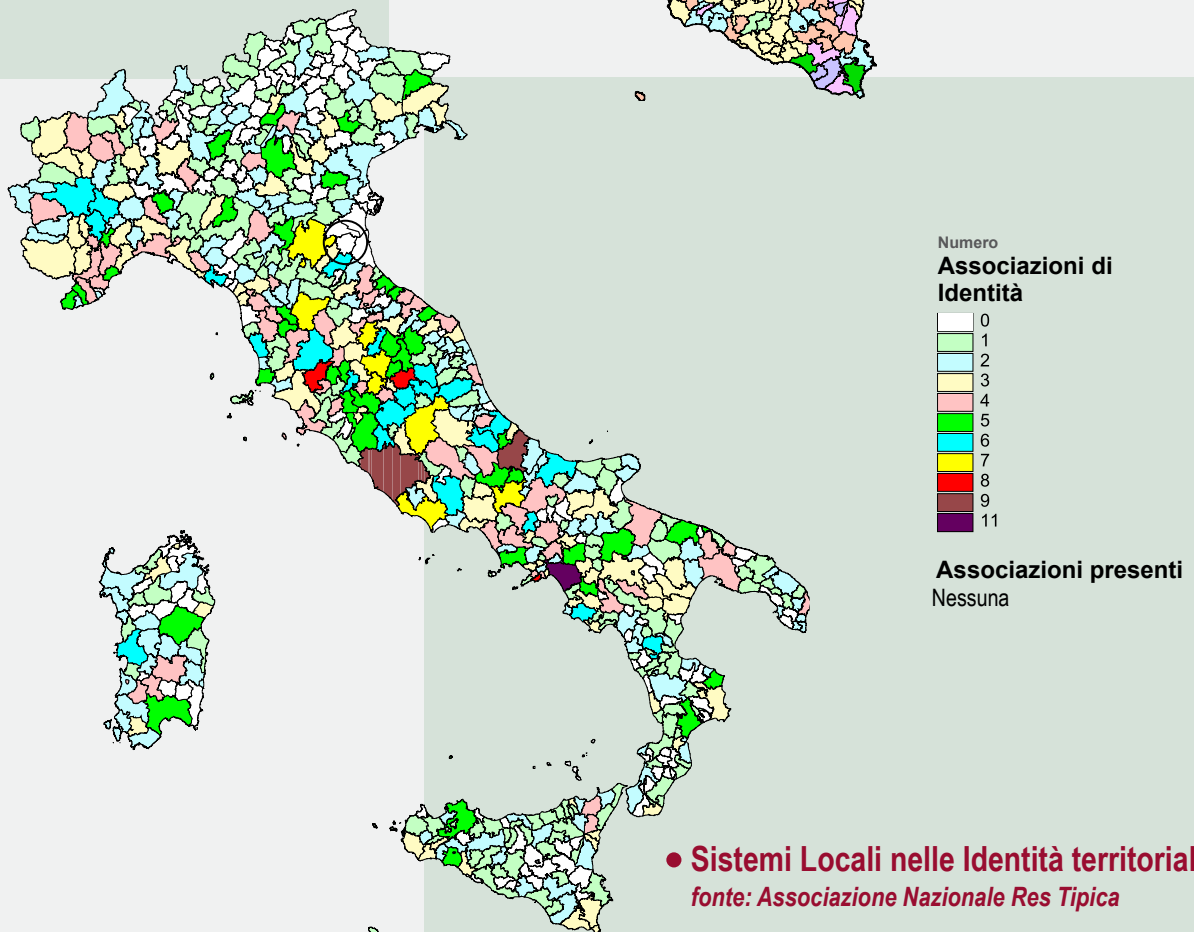 Numero
Associazioni di
Identità
0
1
2
3
4
5
6
7
8
9
11
Associazioni presenti
Nessuna
• Sistemi Locali nelle Identità territorial
fonte: Associazione Nazionale Res Tipica